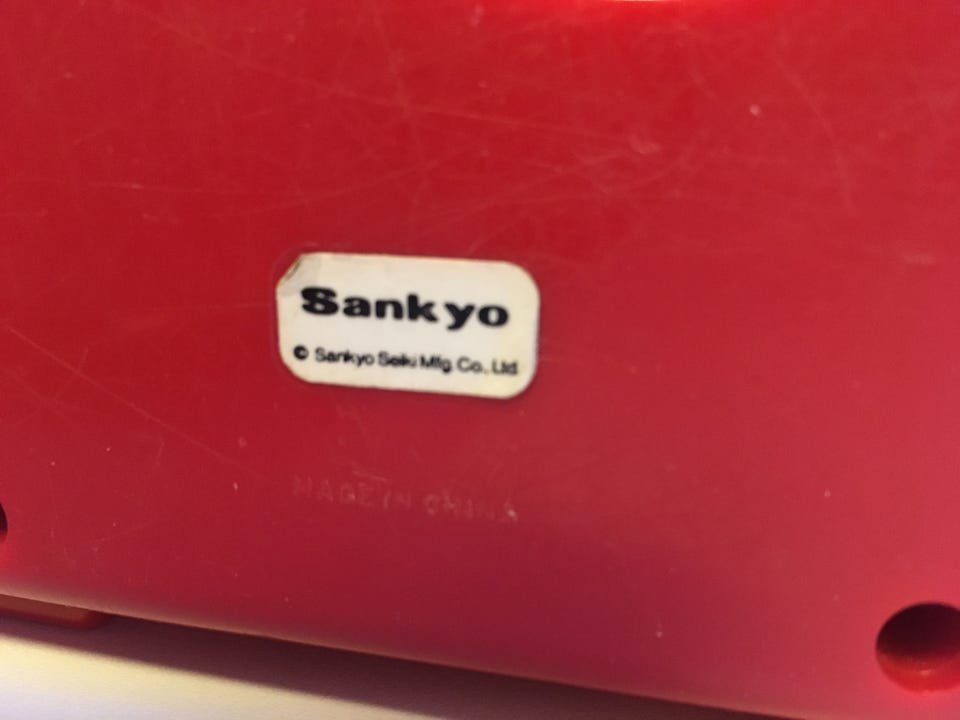 Sankyo
© Sankyo Seiki Mfg. Co., Ltd.
MADE IN CHINA